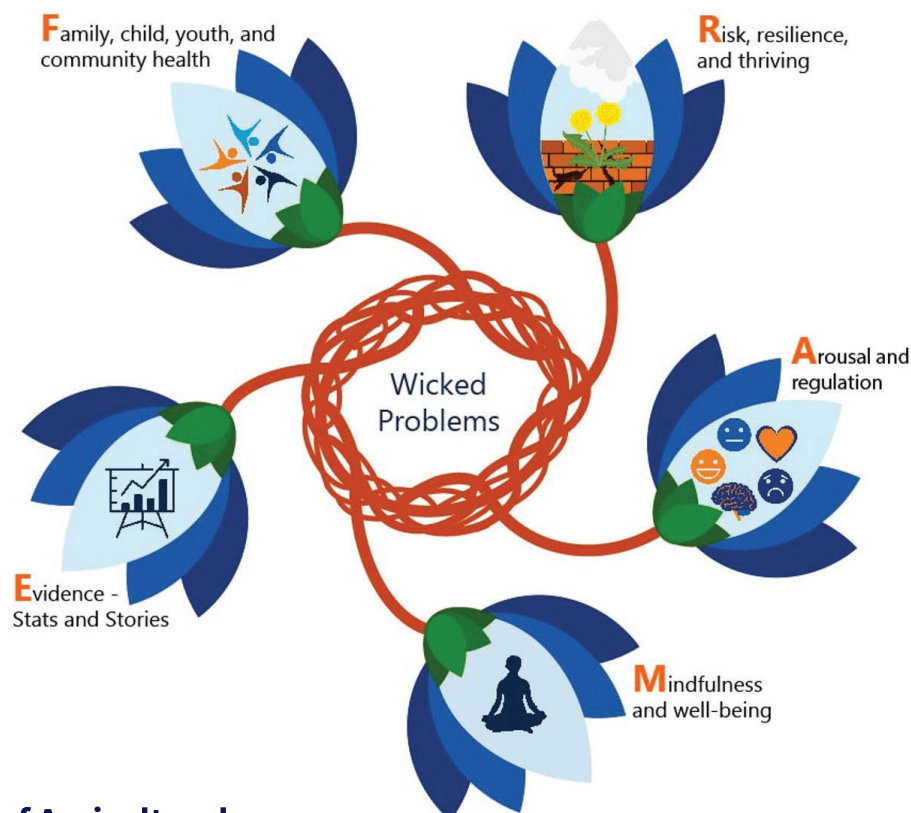 Family, child, youth, and
community health
Risk, resilience,
and thriving
Wicked
Problems
Arousal and
regulation
Evidence -
Stats and Stories
Mindfulness
and well-being